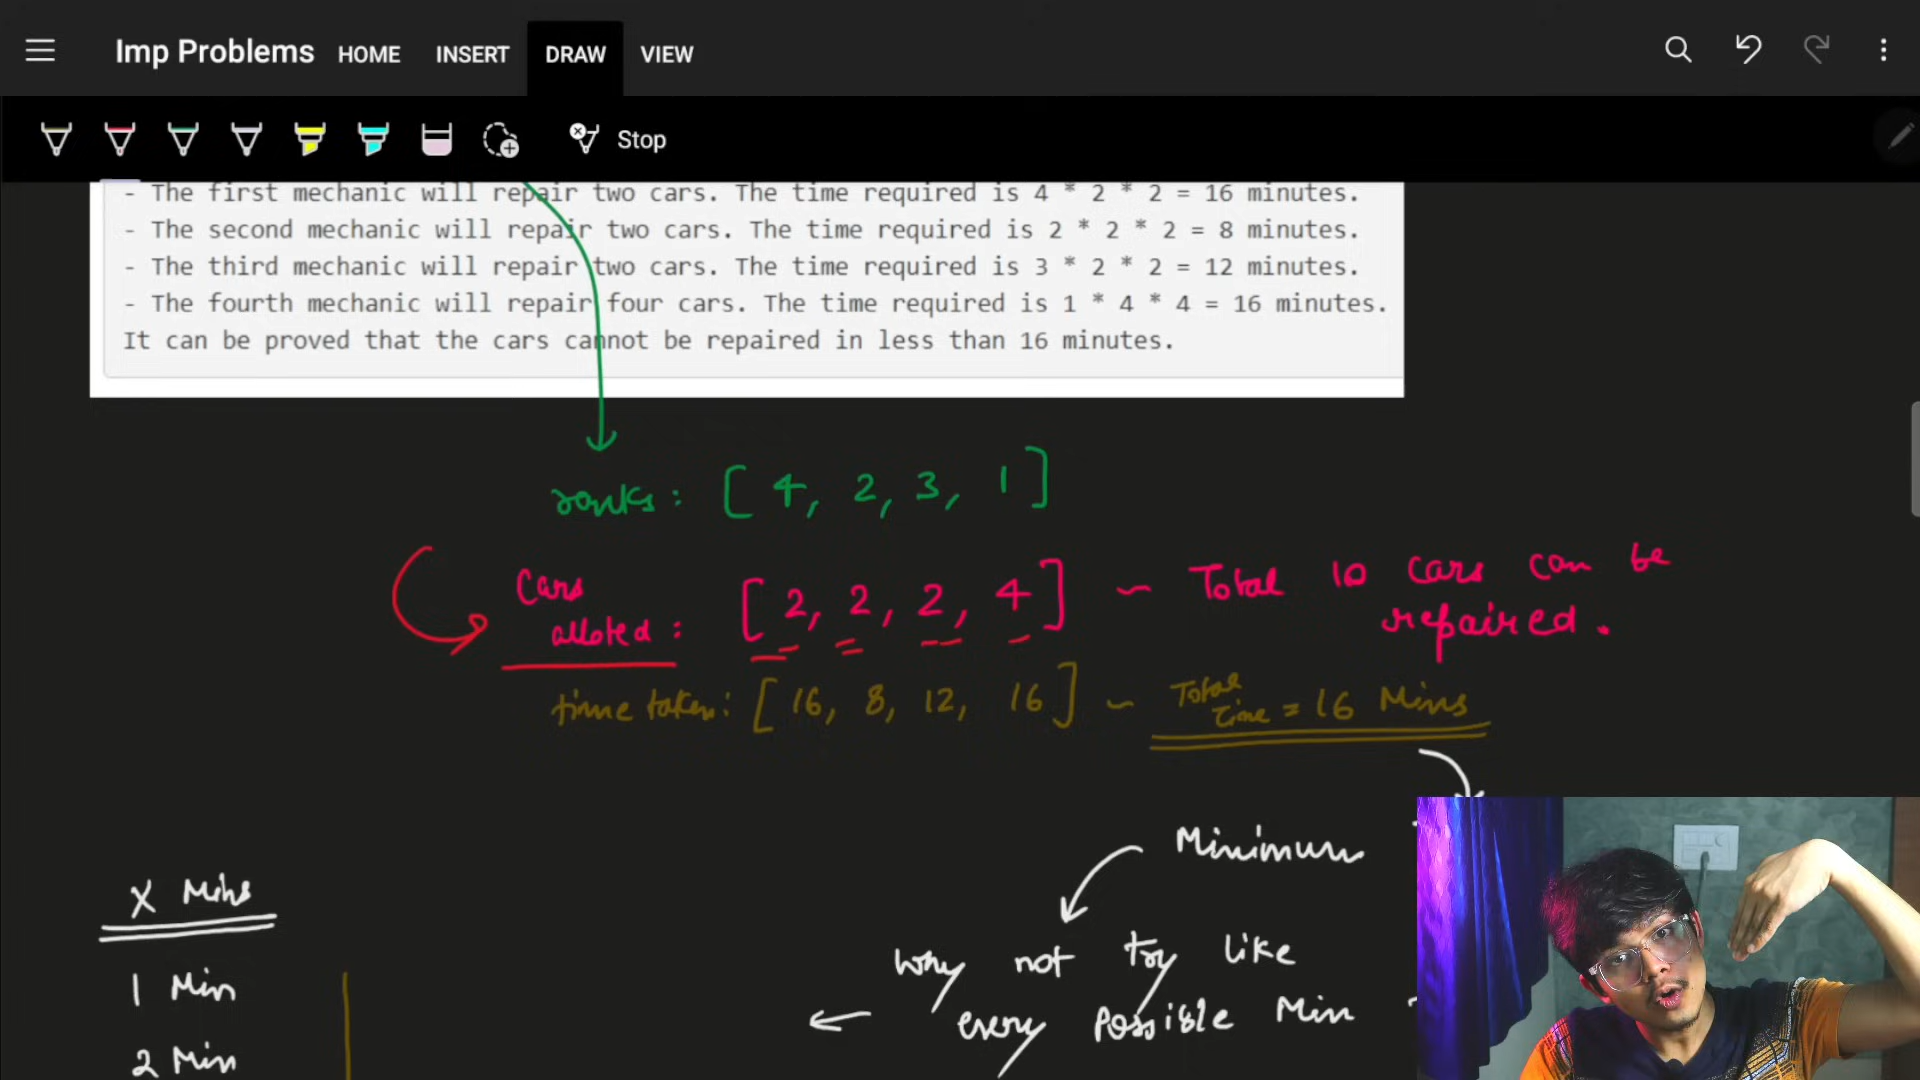 Imp Problems HOME INSERT DRAW VIEW
Stop
- The first mechanic will repair two cars. The time required is 4 * 2 * 2 = 16 minutes.
- The second mechanic will repair two cars. The time required is 2 * 2 * 2 = 8 minutes.
- The third mechanic will repair two cars. The time required is 3 * 2 * 2 = 12 minutes.
- The fourth mechanic will repair four cars. The time required is 1 * 4 * 4 = 16 minutes.
It can be proved that the cars cannot be repaired in less than 16 minutes.
ranks: [4, 2, 3, 1]
Cars
alloted: [2, 2, 2, 4] ~ Total 10 cars can be
repaired.
time taken: [16, 8, 12, 16] ~ Total
time = 16 Mins
Minimum
X Mins
why not try like
1 Min
every possible Min
2 Min